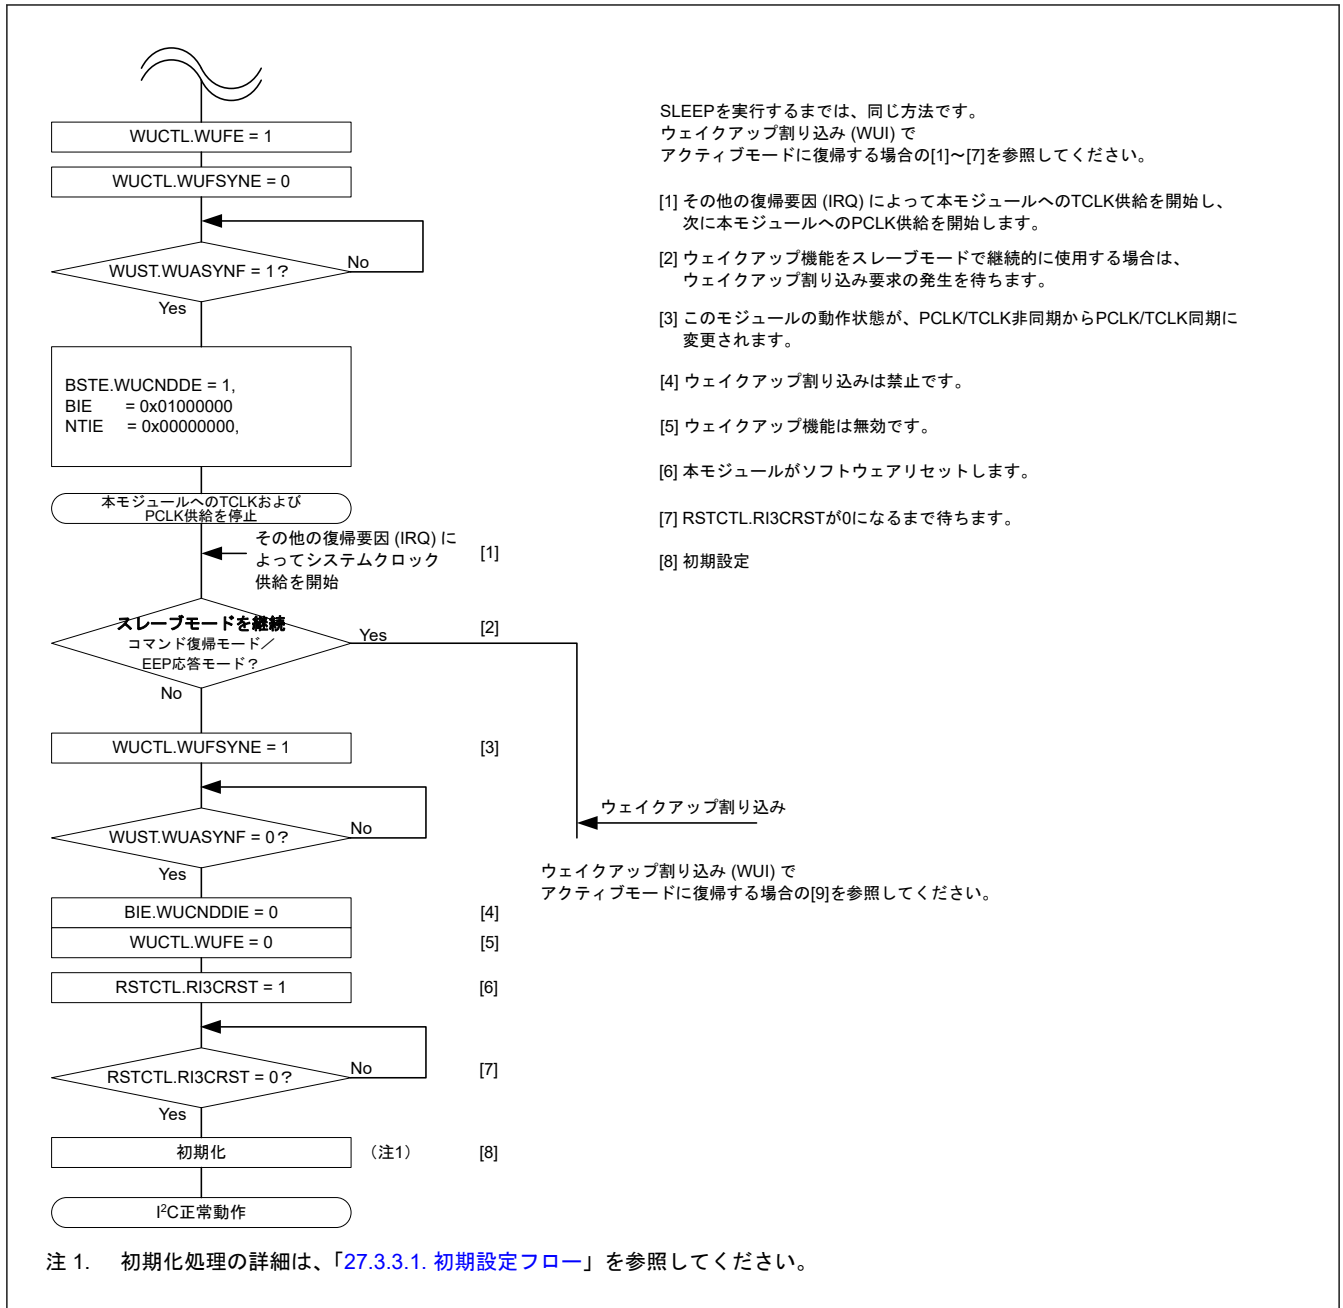 WUCTL.WUFE = 1
WUCTL.WUFSYNE = 0
WUST.WUASYNF = 1?
No
Yes
BSTE.WUCNDDE = 1,
BIE = 0x01000000
NTIE = 0x00000000,
本モジュールへのTCLKおよび
PCLK供給を停止
その他の復帰要因 (IRQ) に
よってシステムクロック
供給を開始
[1]
スレーブモードを継続
コマンド復帰モード/
EEP応答モード?
Yes
[2]
No
WUCTL.WUFSYNE = 1
[3]
WUST.WUASYNF = 0?
No
Yes
ウェイクアップ割り込み
ウェイクアップ割り込み (WUI) で
アクティブモードに復帰する場合の[9]を参照してください。
BIE.WUCNDDIE = 0
[4]
WUCTL.WUFE = 0
[5]
RSTCTL.RI3CRST = 1
[6]
RSTCTL.RI3CRST = 0?
No
[7]
Yes
初期化
(注1)
[8]
I²C正常動作
SLEEPを実行するまでは、同じ方法です。
ウェイクアップ割り込み (WUI) で
アクティブモードに復帰する場合の[1]~[7]を参照してください。
[1] その他の復帰要因 (IRQ) によって本モジュールへのTCLK供給を開始し、
次に本モジュールへのPCLK供給を開始します。
[2] ウェイクアップ機能をスレーブモードで継続的に使用する場合は、
ウェイクアップ割り込み要求の発生を待ちます。
[3] このモジュールの動作状態が、PCLK/TCLK非同期からPCLK/TCLK同期に
変更されます。
[4] ウェイクアップ割り込みは禁止です。
[5] ウェイクアップ機能は無効です。
[6] 本モジュールがソフトウェアリセットします。
[7] RSTCTL.RI3CRSTが0になるまで待ちます。
[8] 初期設定
注 1. 初期化処理の詳細は、「27.3.3.1. 初期設定フロー」を参照してください。